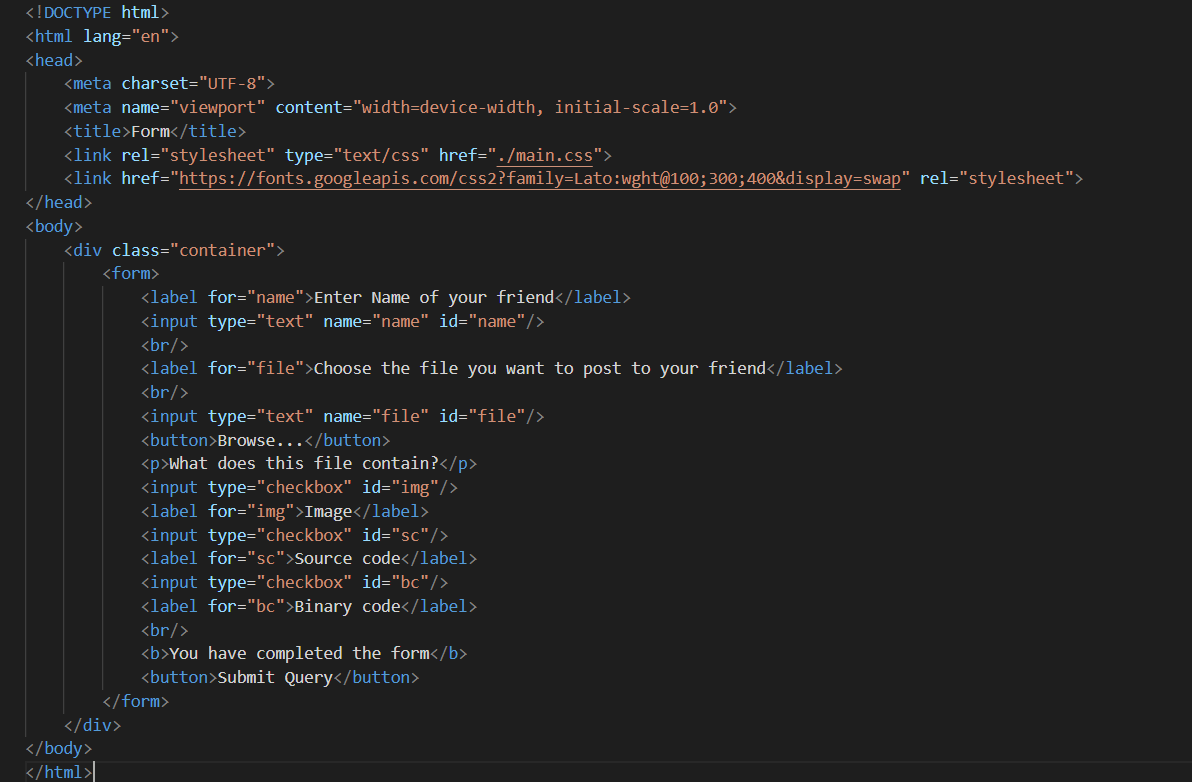 <!DOCTYPE html>
<html lang="en">
<head>
    <meta charset="UTF-8">
    <meta name="viewport" content="width=device-width, initial-scale=1.0">
    <title>Form</title>
    <link rel="stylesheet" type="text/css" href="./main.css">
    <link href="https://fonts.googleapis.com/css2?family=Lato:wght@100;300;400&display=swap" rel="stylesheet">
</head>
<body>
    <div class="container">
        <form>
            <label for="name">Enter Name of your friend</label>
            <input type="text" name="name" id="name"/>
            <br/>
            <label for="file">Choose the file you want to post to your friend</label>
            <br/>
            <input type="text" name="file" id="file"/>
            <button>Browse...</button>
            <p>What does this file contain?</p>
            <input type="checkbox" id="img"/>
            <label for="img">Image</label>
            <input type="checkbox" id="sc"/>
            <label for="sc">Source code</label>
            <input type="checkbox" id="bc"/>
            <label for="bc">Binary code</label>
            <br/>
            <b>You have completed the form</b>
            <button>Submit Query</button>
        </form>
    </div>
</body>
</html>